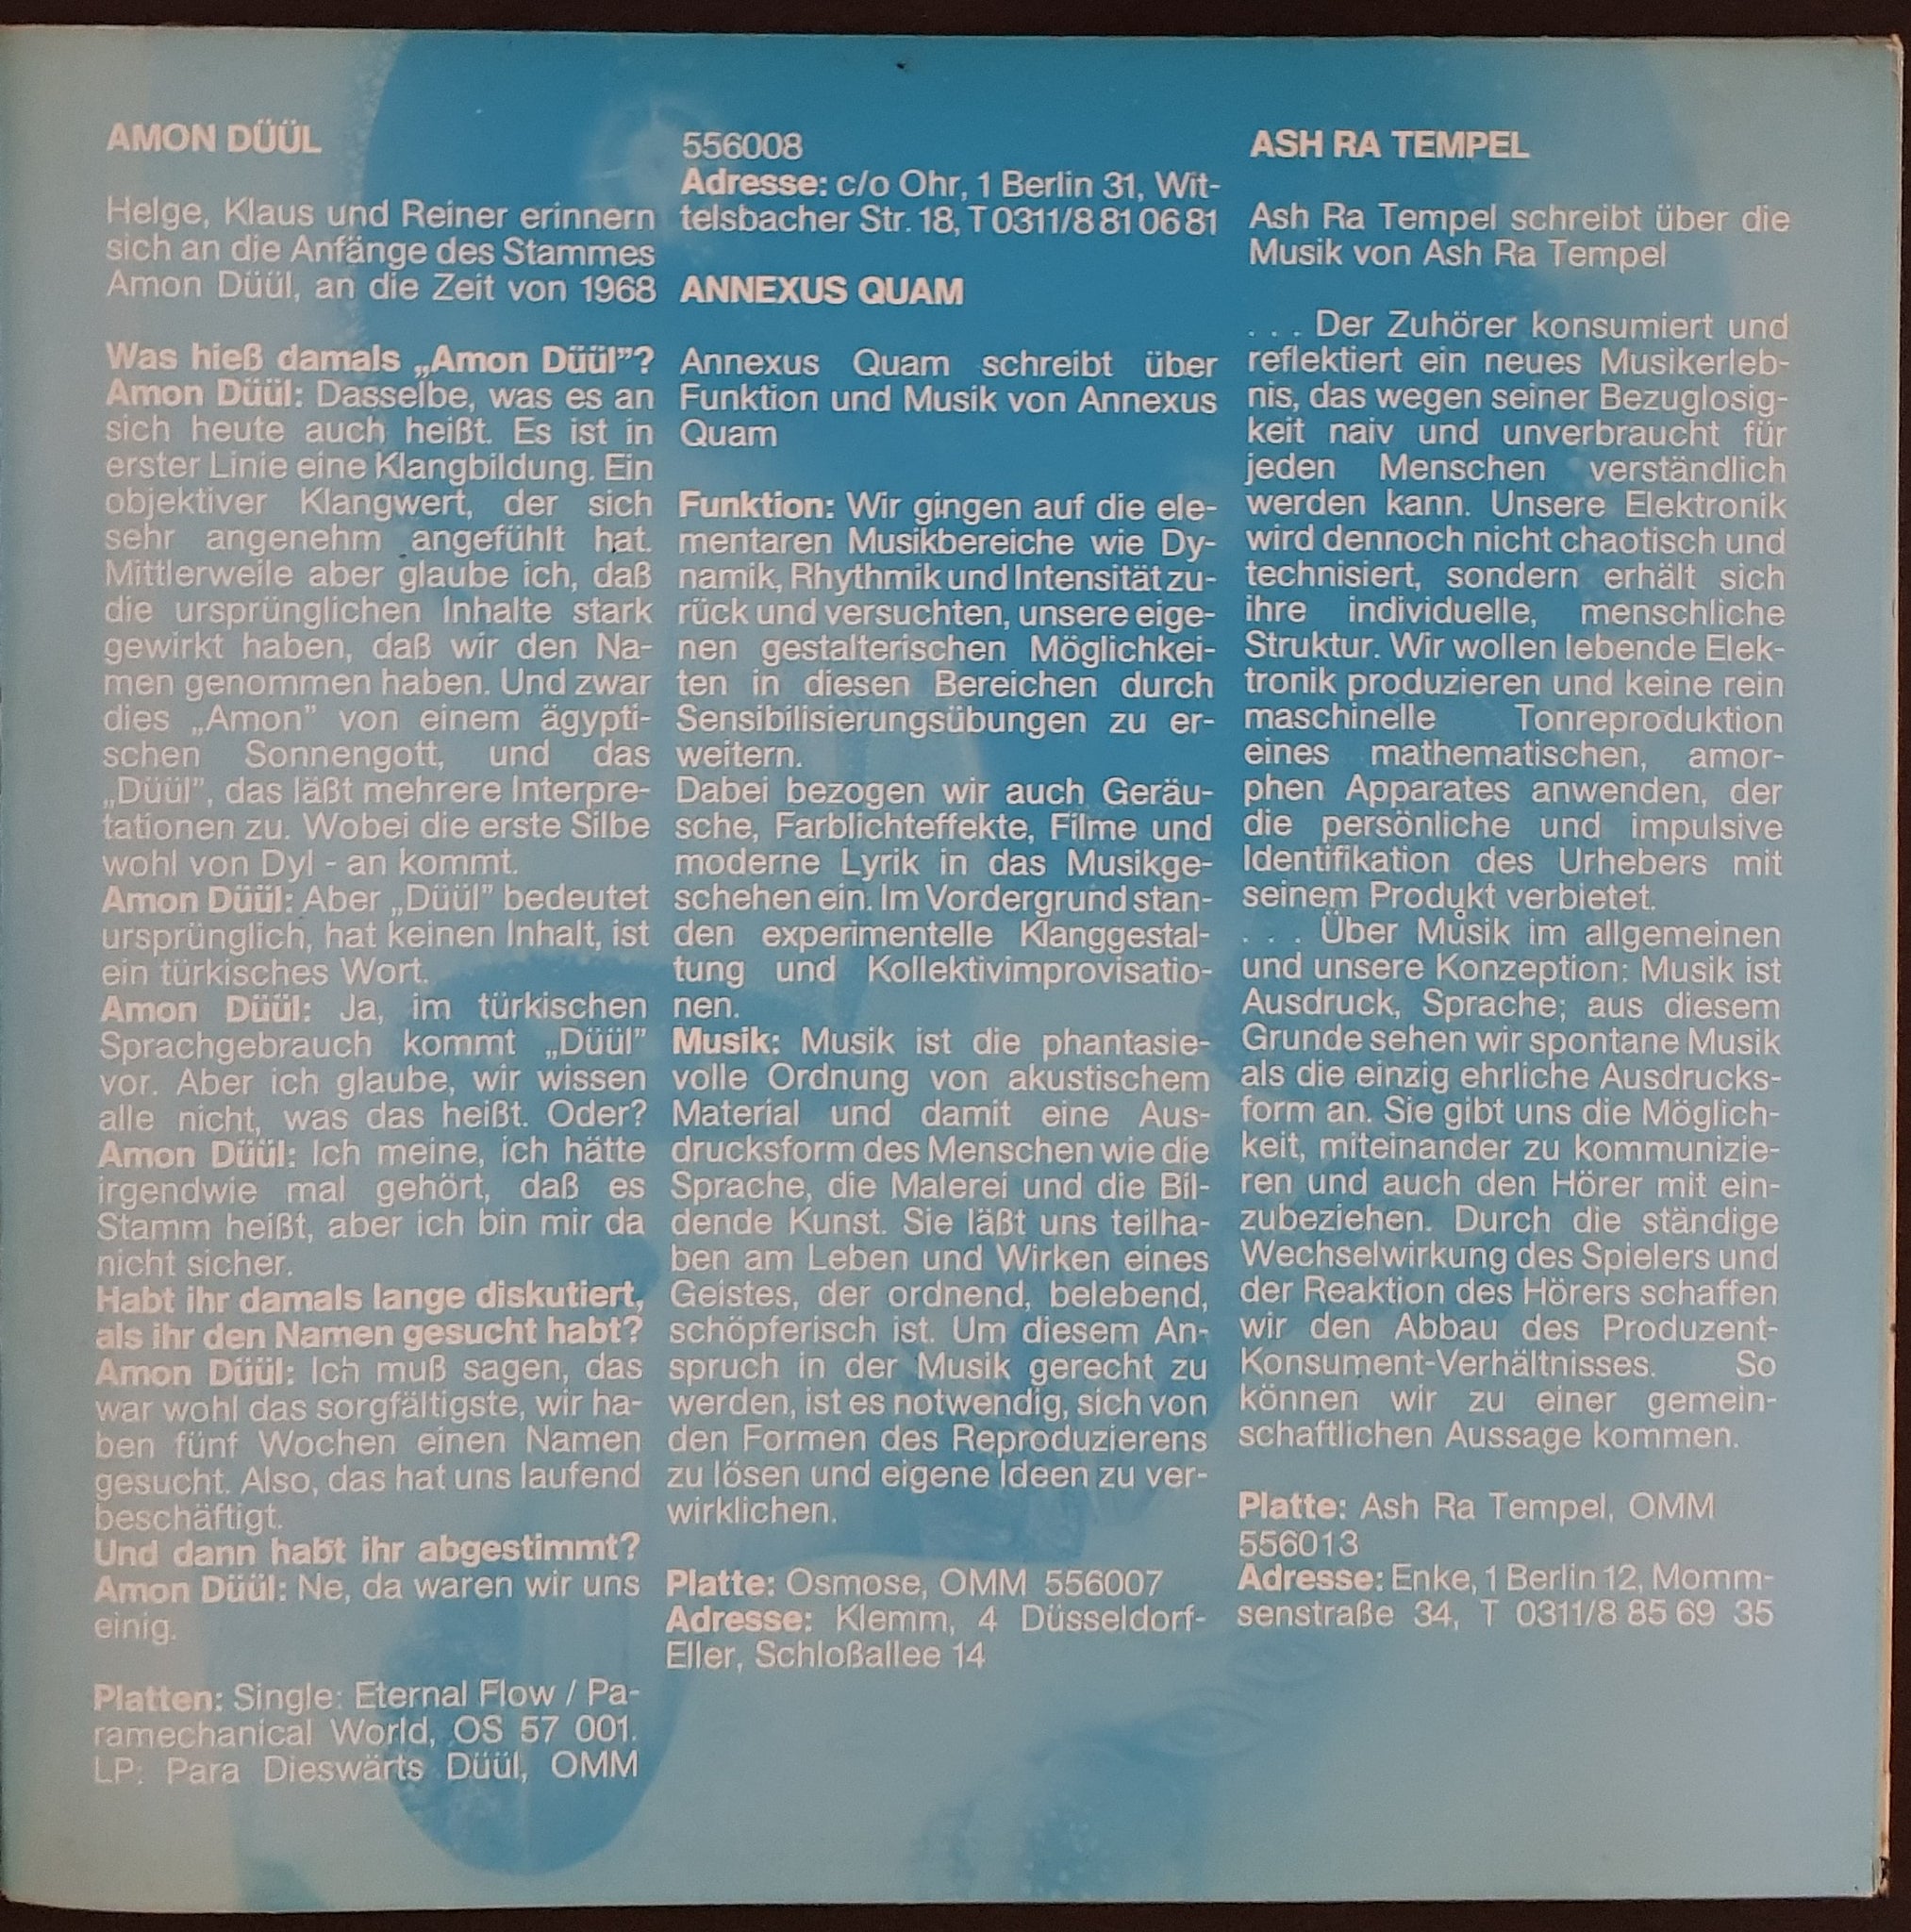 AMON DÜÜL
Helge, Klaus und Reiner erinnern
sich an die Anfänge des Stammes
Amon Düül, an die Zeit von 1968
Was hieß damals „Amon Düül”?
Amon Düül: Dasselbe, was es an
sich heute auch heißt. Es ist in
erster Linie eine Klangbildung. Ein
objektiver Klangwert, der sich
sehr angenehm angefühlt hat.
Mittlerweile aber glaube ich, daß
die ursprünglichen Inhalte stark
gewirkt haben, daß wir den Na-
men genommen haben. Und zwar
dies „Amon” von einem ägypti-
schen Sonnengott, und das
„Düül”, das läßt mehrere Interpre-
tationen zu. Wobei die erste Silbe
wohl von Dyl - an kommt.
Amon Düül: Aber „Düül” bedeutet
ursprünglich, hat keinen Inhalt, ist
ein türkisches Wort.
Amon Düül: Ja, im türkischen
Sprachgebrauch kommt „Düül”
vor. Aber ich glaube, wir wissen
alle nicht, was das heißt. Oder?
Amon Düül: Ich meine, ich hätte
irgendwie mal gehört, daß es
Stamm heißt, aber ich bin mir da
nicht sicher.
Habt ihr damals lange diskutiert,
als ihr den Namen gesucht habt?
Amon Düül: Ich muß sagen, das
war wohl das sorgfältigste, wir ha-
ben fünf Wochen einen Namen
gesucht. Also, das hat uns laufend
beschäftigt.
Und dann habt ihr abgestimmt?
Amon Düül: Ne, da waren wir uns
einig.
Platten: Single: Eternal Flow / Pa-
ramechanical World, OS 57 001.
LP: Para Dieswärts Düül, OMM
556008
Adresse: c/o Ohr, 1 Berlin 31, Wit-
telsbacher Str. 18, T 0311/8 81 06 81
ANNEXUS QUAM
Annexus Quam schreibt über
Funktion und Musik von Annexus
Quam
Funktion: Wir gingen auf die ele-
mentaren Musikbereiche wie Dy-
namik, Rhythmik und Intensität zu-
rück und versuchten, unsere eige-
nen gestalterischen Möglichkei-
ten in diesen Bereichen durch
Sensibilisierungsübungen zu er-
weitern.
Dabei bezogen wir auch Geräu-
sche, Farblichteffekte, Filme und
moderne Lyrik in das Musikge-
schehen ein. Im Vordergrund stan-
den experimentelle Klanggestal-
tung und Kollektivimprovisatio-
nen.
Musik: Musik ist die phantasie-
volle Ordnung von akustischem
Material und damit eine Aus-
drucksform des Menschen wie die
Sprache, die Malerei und die Bil-
dende Kunst. Sie läßt uns teilha-
ben am Leben und Wirken eines
Geistes, der ordnend, belebend,
schöpferisch ist. Um diesem An-
spruch in der Musik gerecht zu
werden, ist es notwendig, sich von
den Formen des Reproduzierens
zu lösen und eigene Ideen zu ver-
wirklichen.
Platte: Osmose, OMM 556007
Adresse: Klemm, 4 Düsseldorf-
Eller, Schloßallee 14
ASH RA TEMPEL
Ash Ra Tempel schreibt über die
Musik von Ash Ra Tempel
. . . Der Zuhörer konsumiert und
reflektiert ein neues Musikerleb-
nis, das wegen seiner Bezuglosig-
keit naiv und unverbraucht für
jeden Menschen verständlich
werden kann. Unsere Elektronik
wird dennoch nicht chaotisch und
technisiert, sondern erhält sich
ihre individuelle, menschliche
Struktur. Wir wollen lebende Elek-
tronik produzieren und keine rein
maschinelle Tonreproduktion
eines mathematischen, amor-
phen Apparates anwenden, der
die persönliche und impulsive
Identifikation des Urhebers mit
seinem Produkt verbietet.
. . . Über Musik im allgemeinen
und unsere Konzeption: Musik ist
Ausdruck, Sprache; aus diesem
Grunde sehen wir spontane Musik
als die einzig ehrliche Ausdrucks-
form an. Sie gibt uns die Möglich-
keit, miteinander zu kommunizie-
ren und auch den Hörer mit ein-
zubeziehen. Durch die ständige
Wechselwirkung des Spielers und
der Reaktion des Hörers schaffen
wir den Abbau des Produzent-
Konsument-Verhältnisses. So
können wir zu einer gemein-
schaftlichen Aussage kommen.
Platte: Ash Ra Tempel, OMM
556013
Adresse: Enke, 1 Berlin 12, Momm-
senstraße 34, T 0311/8 85 69 35